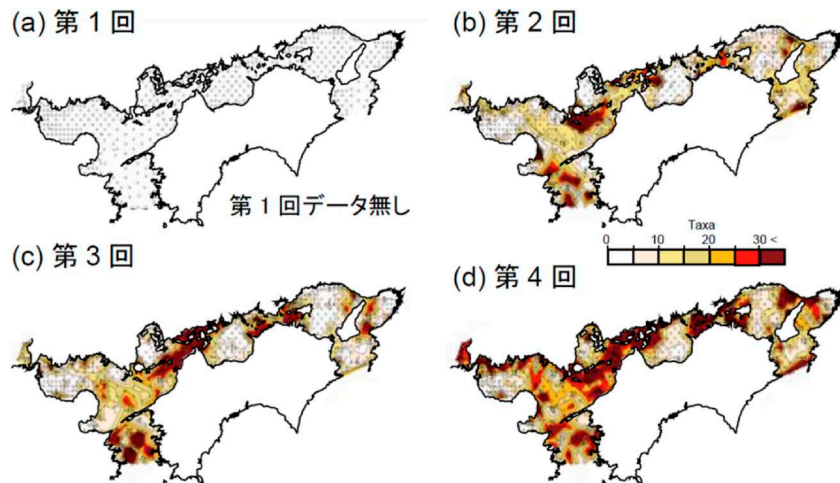 (a) 第 1 回
(b) 第 2 回
第 1 回データ無し
Taxa
0 10 20 30 <
(c) 第 3 回
(d) 第 4 回